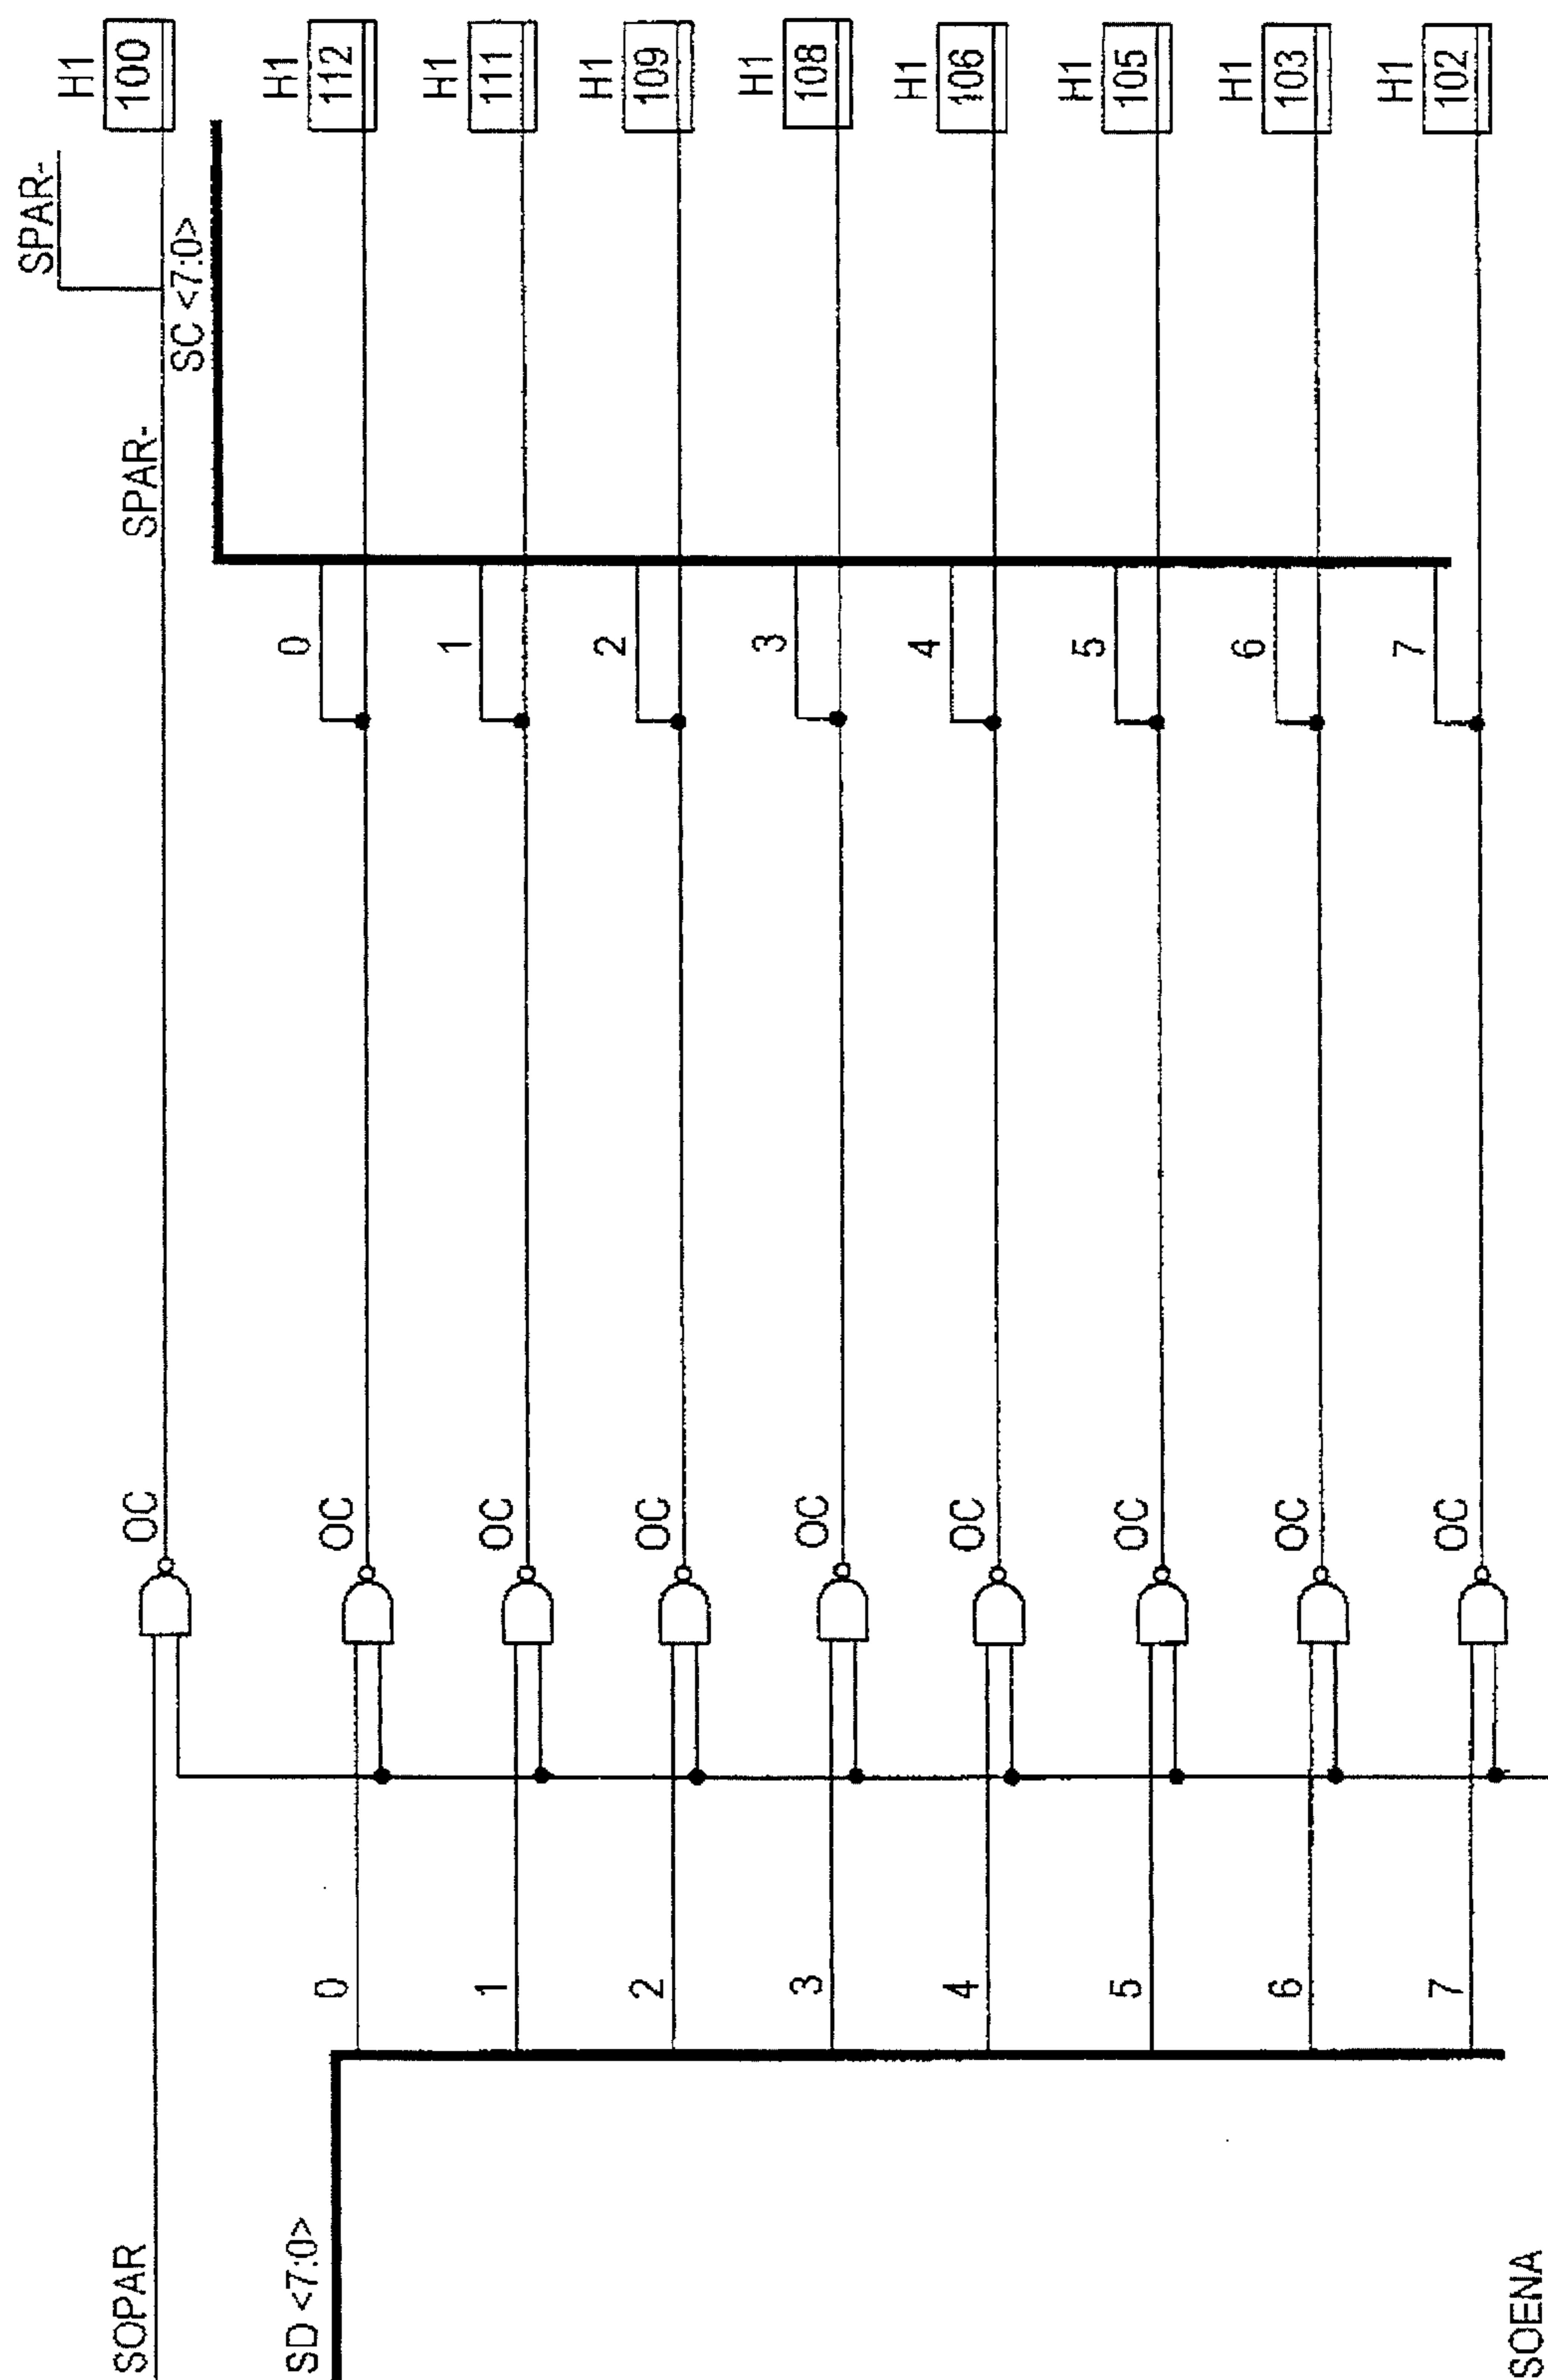 SPAR-
H1
100
SPAR-
OC
SOPAR
SC <7:0>
H1
112
0
OC
0
SD <7:0>
H1
111
1
OC
1
H1
109
2
OC
2
H1
108
3
OC
3
H1
106
4
OC
4
H1
105
5
OC
5
H1
103
6
OC
6
H1
102
7
OC
7
SOENA